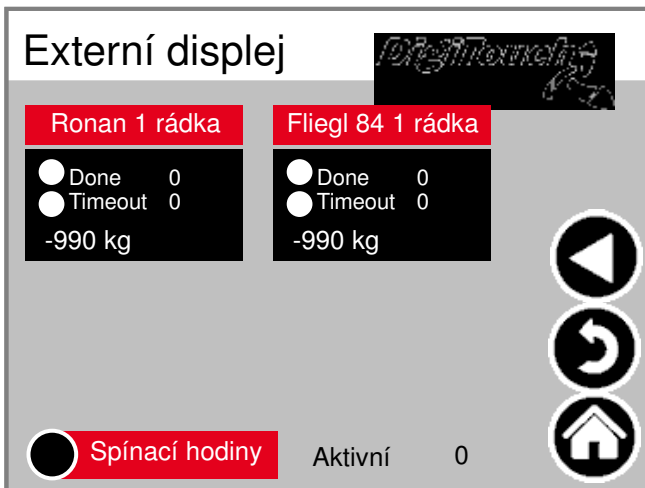 Externí displej
DigiTouch
Ronan 1 rádka
Fliegl 84 1 rádka
Done 0
Timeout 0
-990 kg
Done 0
Timeout 0
-990 kg
Spínací hodiny
Aktivní 0